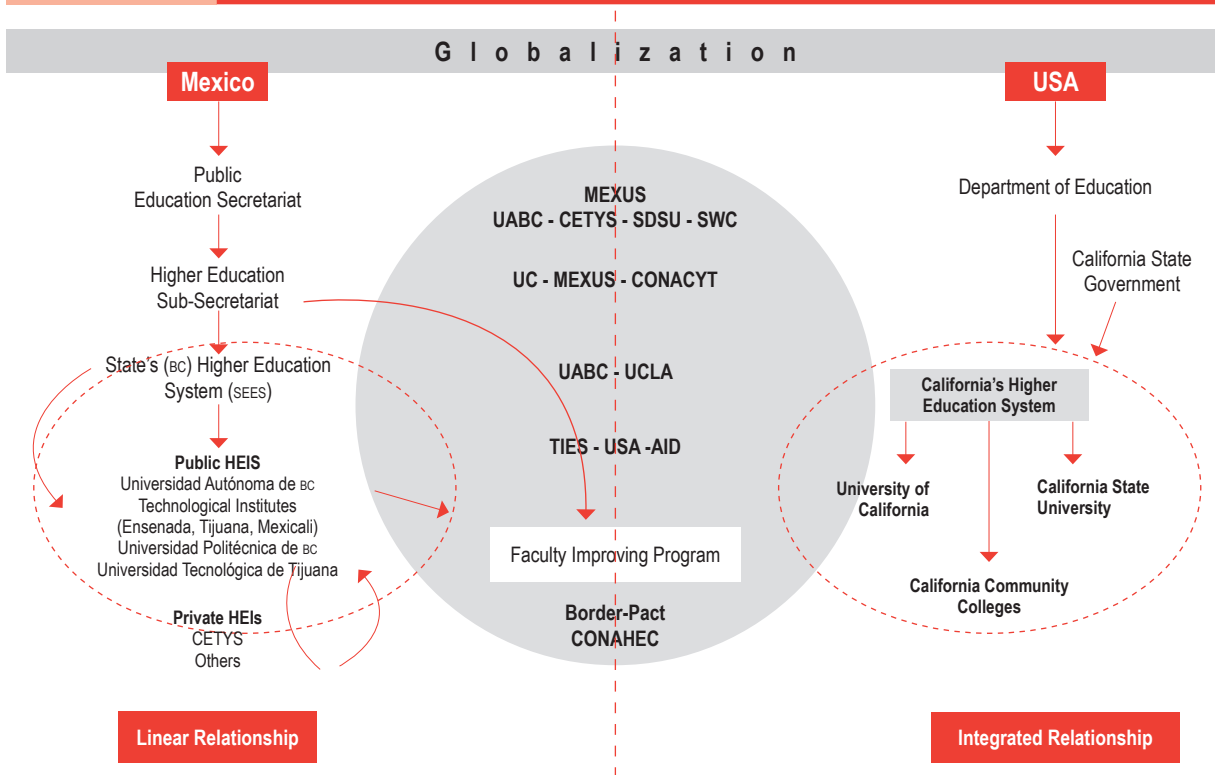 Globalization
Mexico
Public
Education Secretariat
Higher Education
Sub-Secretariat
State's (BC) Higher Education
System (SEES)
Public HEIS
Universidad Autónoma de BC
Technological Institutes
(Ensenada, Tijuana, Mexicali)
Universidad Politécnica de BC
Universidad Tecnológica de Tijuana
Private HEIs
CETYS
Others
Linear Relationship
MEXUS
UABC - CETYS - SDSU - SWC
UC - MEXUS - CONACYT
UABC - UCLA
TIES - USA -AID
Faculty Improving Program
Border-Pact
CONAHEC
USA
Department of Education
California State
Government
California's Higher
Education System
University of
California
California State
University
California Community
Colleges
Integrated Relationship